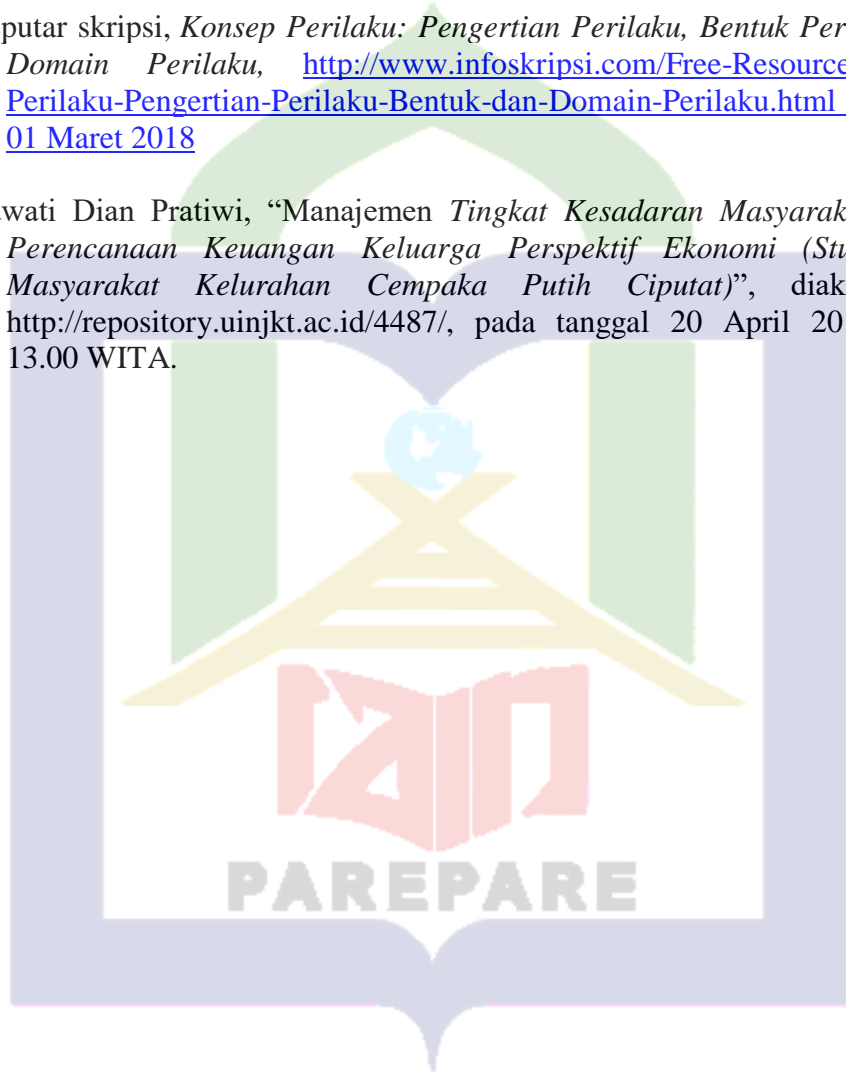 putar skripsi, Konsep Perilaku: Pengertian Perilaku, Bentuk Per
Domain Perilaku, http://www.infoskripsi.com/Free-Resource
Perilaku-Pengertian-Perilaku-Bentuk-dan-Domain-Perilaku.html
01 Maret 2018
wati Dian Pratiwi, “Manajemen Tingkat Kesadaran Masyarak
Perencanaan Keuangan Keluarga Perspektif Ekonomi (Stu
Masyarakat Kelurahan Cempaka Putih Ciputat)”, diak
http://repository.uinjkt.ac.id/4487/, pada tanggal 20 April 20
13.00 WITA.
iain
PAREPARE